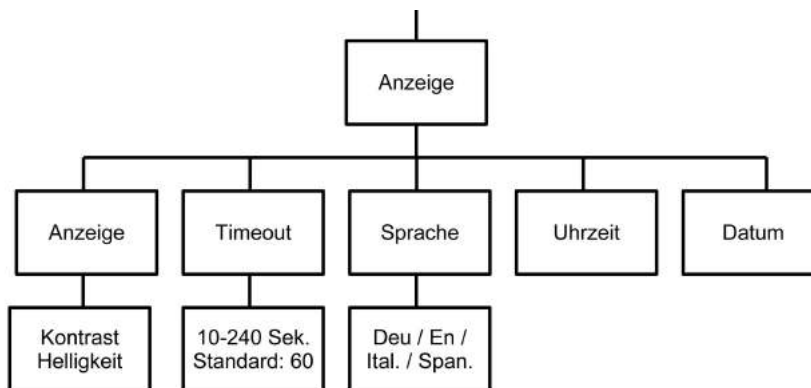 Anzeige
Anzeige
Timeout
Sprache
Uhrzeit
Datum
Kontrast
Helligkeit
10-240 Sek.
Standard: 60
Deu / En /
Ital. / Span.